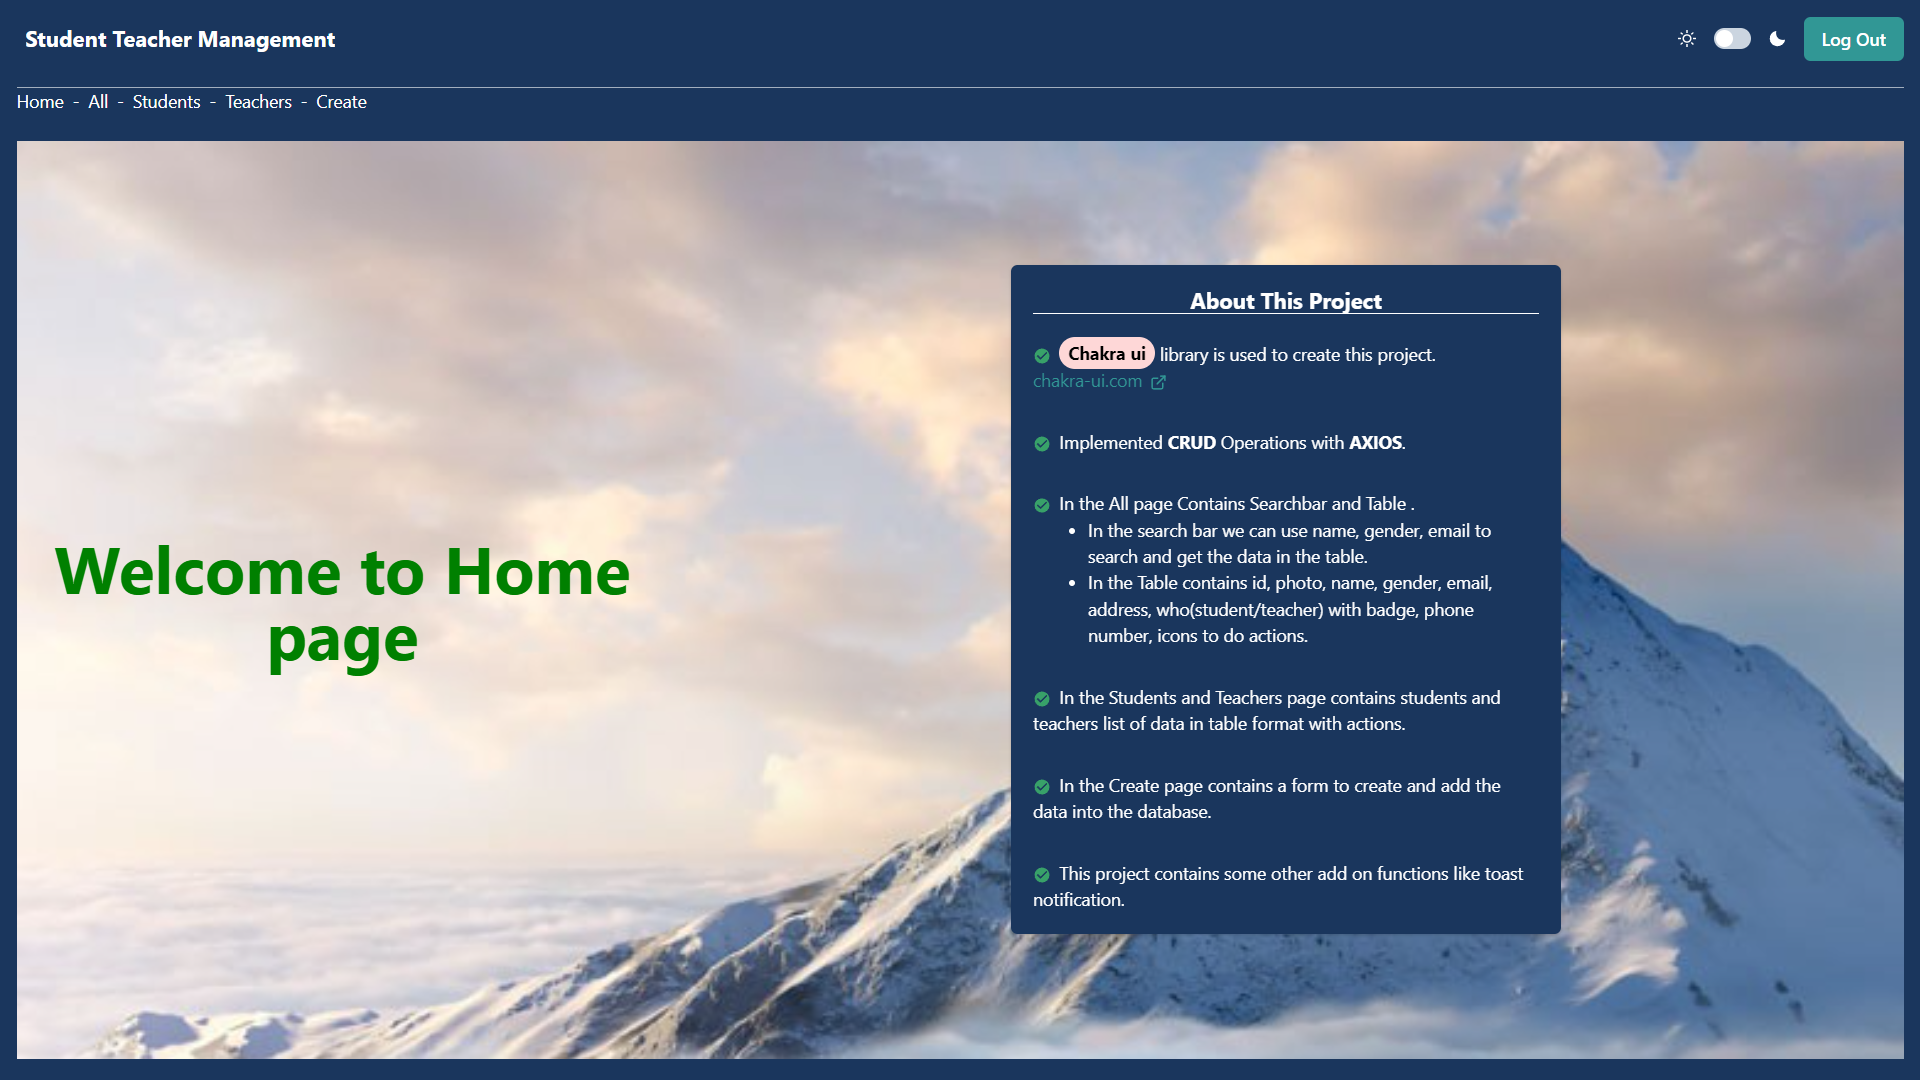 Student Teacher Management
Log Out
Home - All - Students - Teachers - Create
Welcome to Home
page
About This Project
Chakra ui library is used to create this project.
chakra-ui.com
Implemented CRUD Operations with AXIOS.
In the All page Contains Searchbar and Table .
• In the search bar we can use name, gender, email to
search and get the data in the table.
• In the Table contains id, photo, name, gender, email,
address, who(student/teacher) with badge, phone
number, icons to do actions.
In the Students and Teachers page contains students and
teachers list of data in table format with actions.
In the Create page contains a form to create and add the
data into the database.
This project contains some other add on functions like toast
notification.